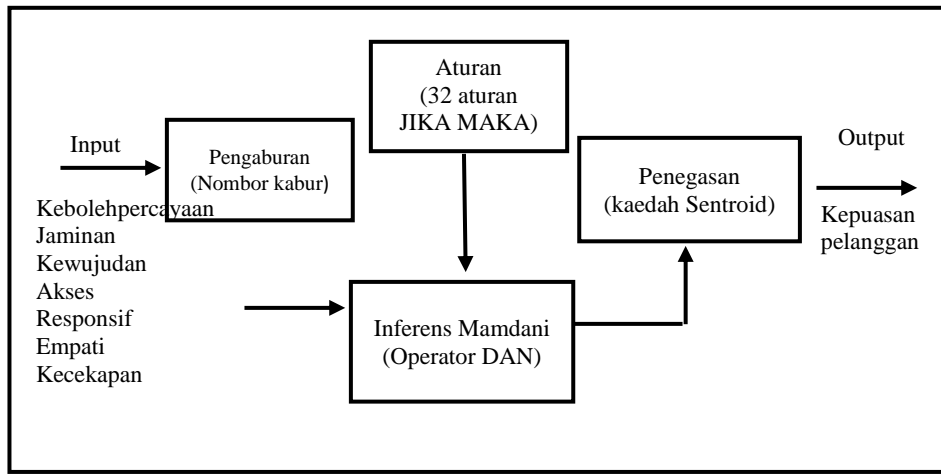 Input
Pengaburan
(Nombor kabur)
Kebolehpercayaan
Jaminan
Kewujudan
Akses
Responsif
Empati
Kecekapan
Aturan
(32 aturan
JIKA MAKA)
Inferens Mamdani
(Operator DAN)
Penegasan
(kaedah Sentroid)
Output
Kepuasan
pelanggan